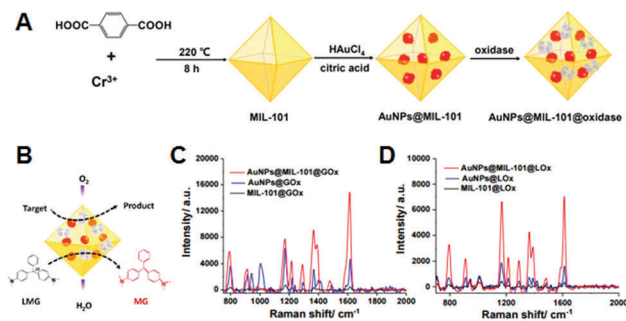 A
HOOC
COOH
+
Cr3+
220 ℃
8 h
MIL-101
HAuCl4
citric acid
AuNPs@MIL-101
oxidase
AuNPs@MIL-101@oxidase
B
O2
Target
Product
LMG
H2O
MG
C
Intensity/ a.u.
20000
16000
12000
8000
4000
0
AuNPs@MIL-101@GOx
AuNPs@GOx
MIL-101@GOx
800 1000 1200 1400 1600 1800 2000
Raman shift/ cm-1
D
Intensity/ a.u.
10000
8000
6000
4000
2000
0
AuNPs@MIL-101@LOx
AuNPs@LOx
MIL-101@LOx
800 1200 1600 2000
Raman shift/ cm-1